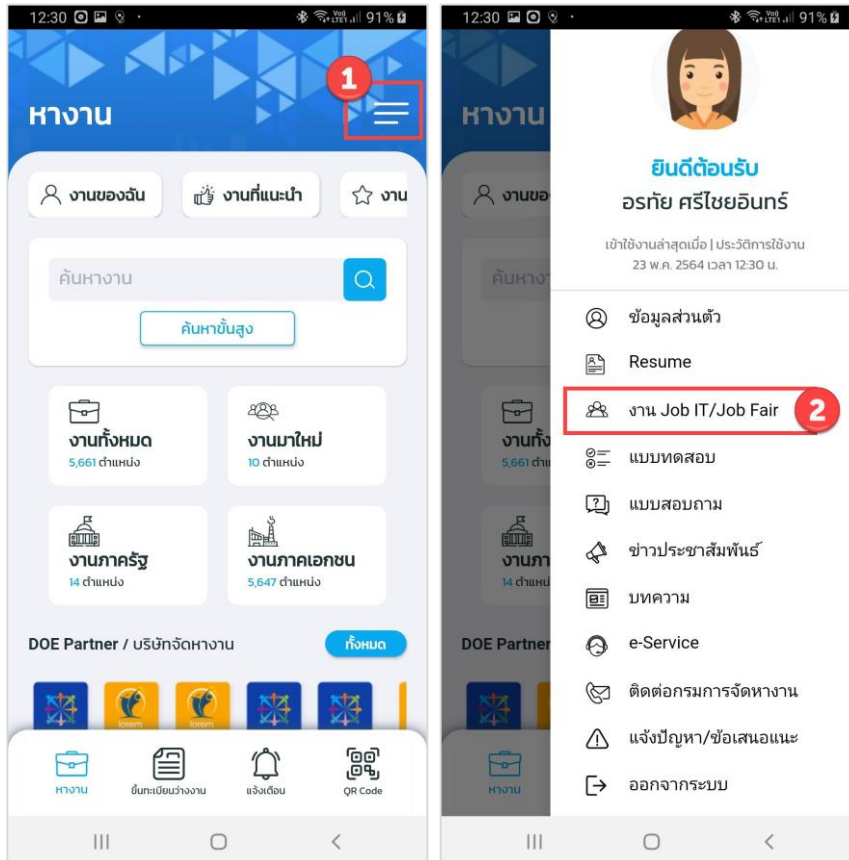 12:30
91%
หางาน
1
งานของฉัน
งานที่แนะนำ
งาน
ค้นหางาน
ค้นหาขั้นสูง
งานทั้งหมด
5,661 ตำแหน่ง
งานมาใหม่
10 ตำแหน่ง
งานภาครัฐ
14 ตำแหน่ง
งานภาคเอกชน
5,647 ตำแหน่ง
DOE Partner / บริษัทจัดหางาน
ทั้งหมด
lorem
lorem
หางาน
ขึ้นทะเบียนว่างงาน
แจ้งเตือน
QR Code
12:30
91%
หางาน
งานขอ
ค้นหางา
งานทั้ง
5,661 ตำแ
งานภา
14 ตำแหน่
DOE Partner
หางาน
ยินดีต้อนรับ
อรทัย ศรีไชยอินทร์
เข้าใช้งานล่าสุดเมื่อ | ประวัติการใช้งาน
23 พ.ค. 2564 เวลา 12:30 น.
ข้อมูลส่วนตัว
Resume
งาน Job IT/Job Fair
2
แบบทดสอบ
แบบสอบถาม
ข่าวประชาสัมพันธ์
บทความ
e-Service
ติดต่อกรมการจัดหางาน
แจ้งปัญหา/ข้อเสนอแนะ
ออกจากระบบ